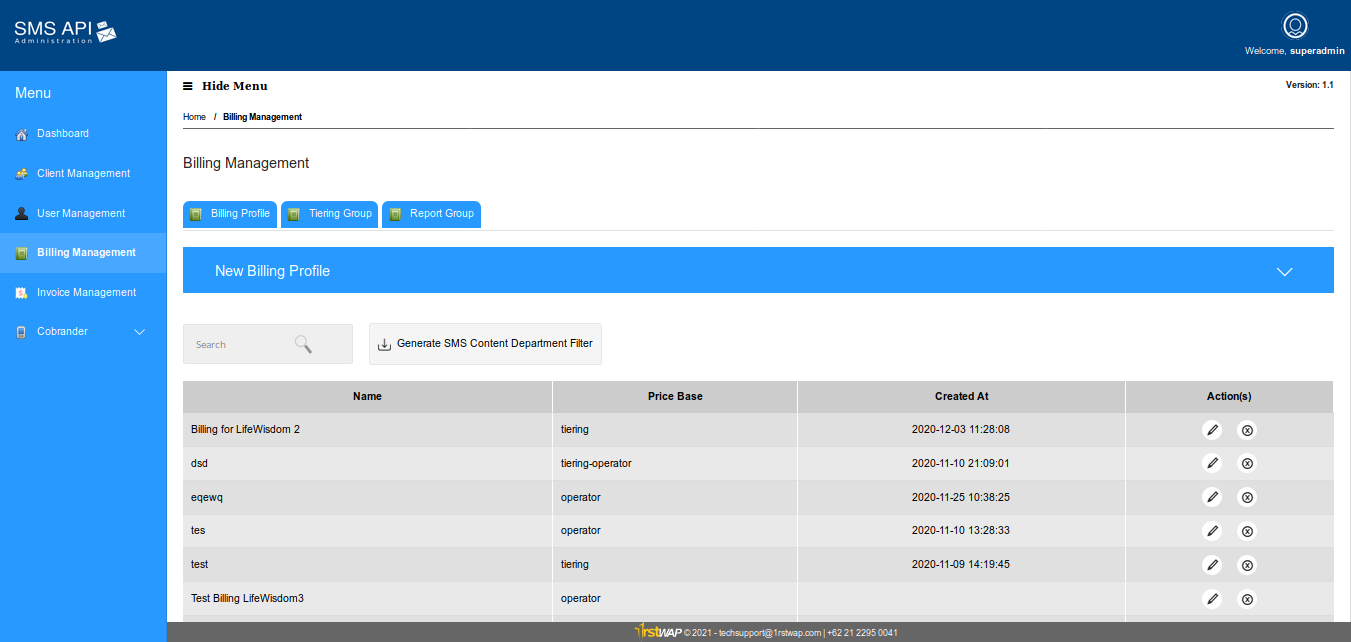 SMS API
Administration
Welcome, superadmin
Menu
Dashboard
Client Management
User Management
Billing Management
Invoice Management
Cobrander
Hide Menu
Version: 1.1
Home / Billing Management
Billing Management
Billing Profile Tiering Group Report Group
New Billing Profile
Search Generate SMS Content Department Filter
Name Price Base Created At Action(s)
Billing for LifeWisdom 2 tiering 2020-12-03 11:28:08
dsd tiering-operator 2020-11-10 21:09:01
eqewq operator 2020-11-25 10:38:25
tes operator 2020-11-10 13:28:33
test tiering 2020-11-09 14:19:45
Test Billing LifeWisdom3 operator
1rstWAP © 2021 - techsupport@1rstwap.com | +62 21 2295 0041